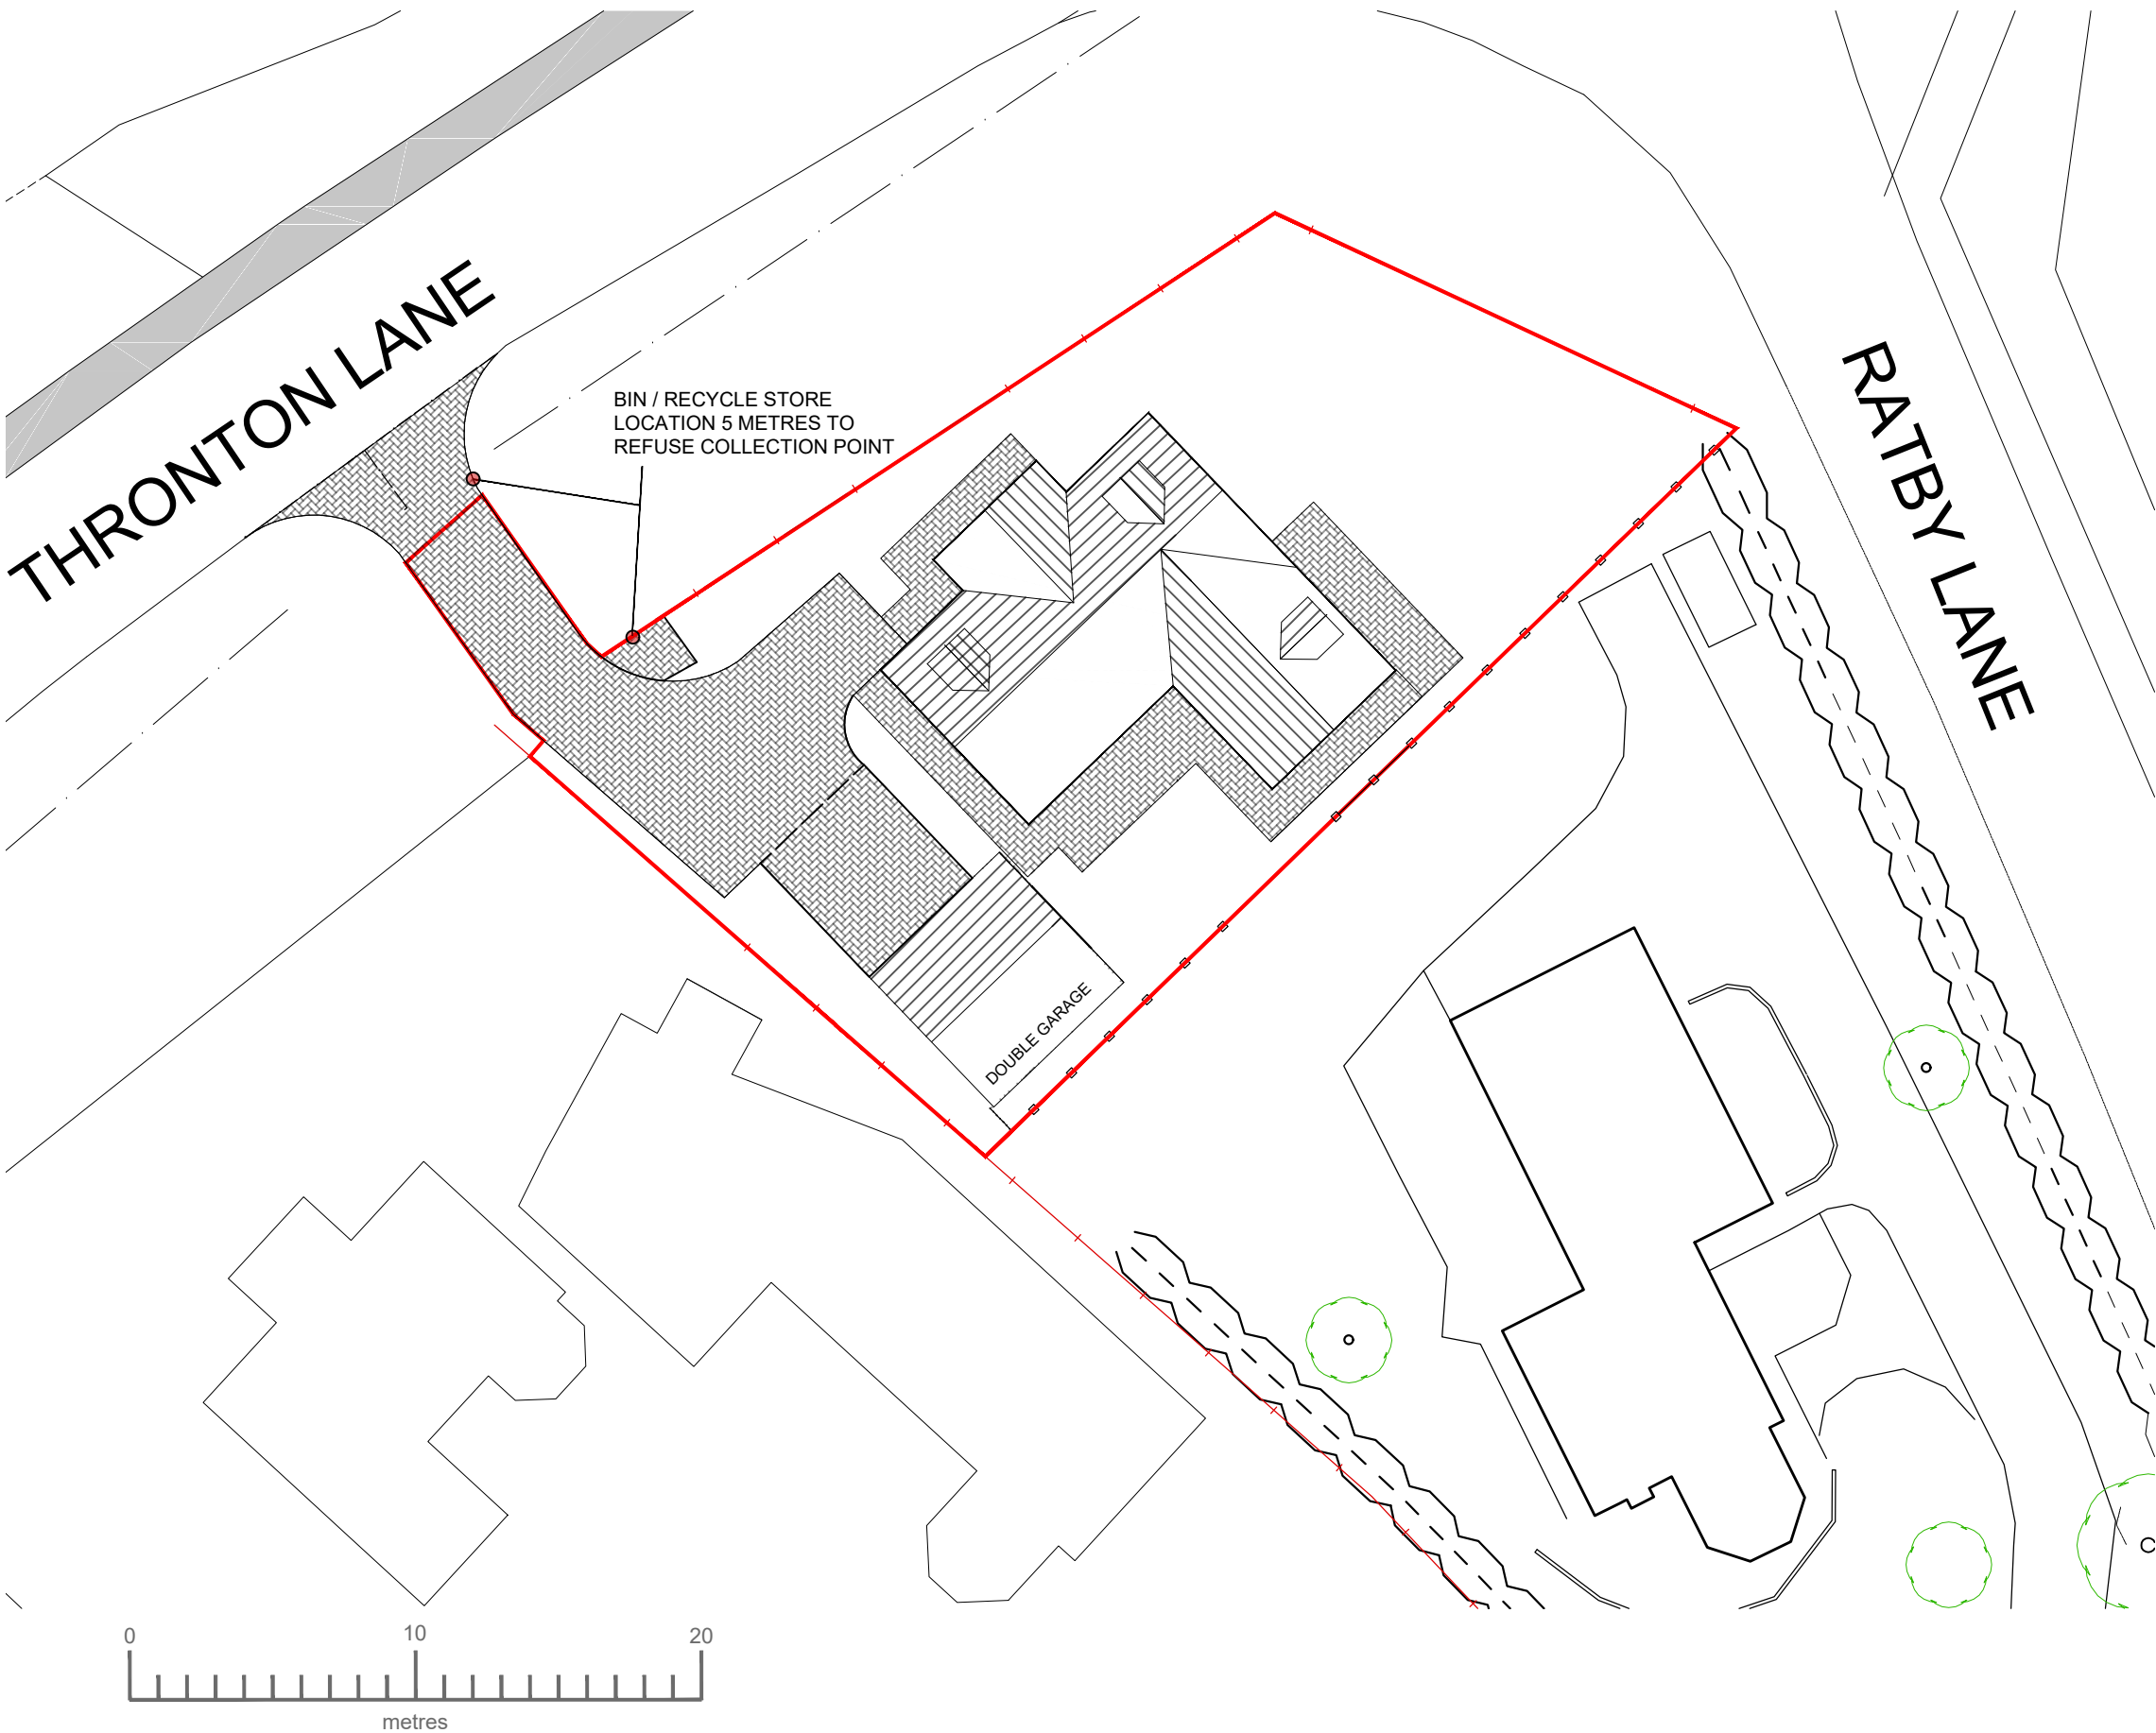 THRONTON LANE
BIN / RECYCLE STORE
LOCATION 5 METRES TO
REFUSE COLLECTION POINT
RATBY LANE
DOUBLE GARAGE
0 10 20
metres